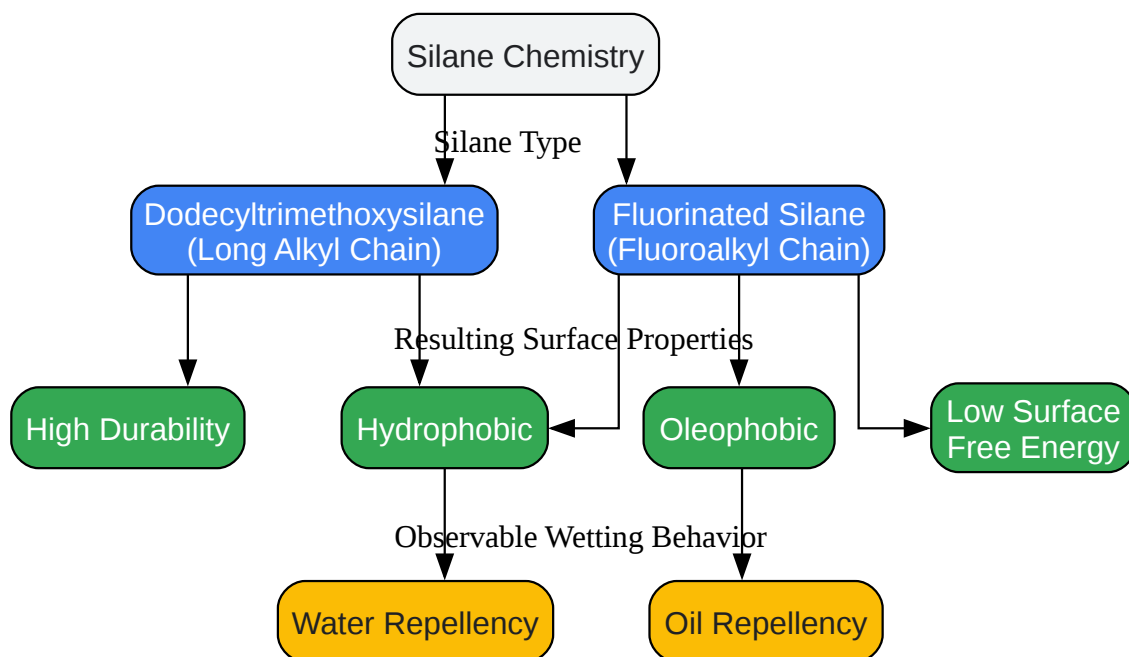 Silane Chemistry
Silane Type
Dodecyltrimethoxysilane
(Long Alkyl Chain)
Fluorinated Silane
(Fluoroalkyl Chain)
Resulting Surface Properties
High Durability
Hydrophobic
Oleophobic
Low Surface
Free Energy
Observable Wetting Behavior
Water Repellency
Oil Repellency